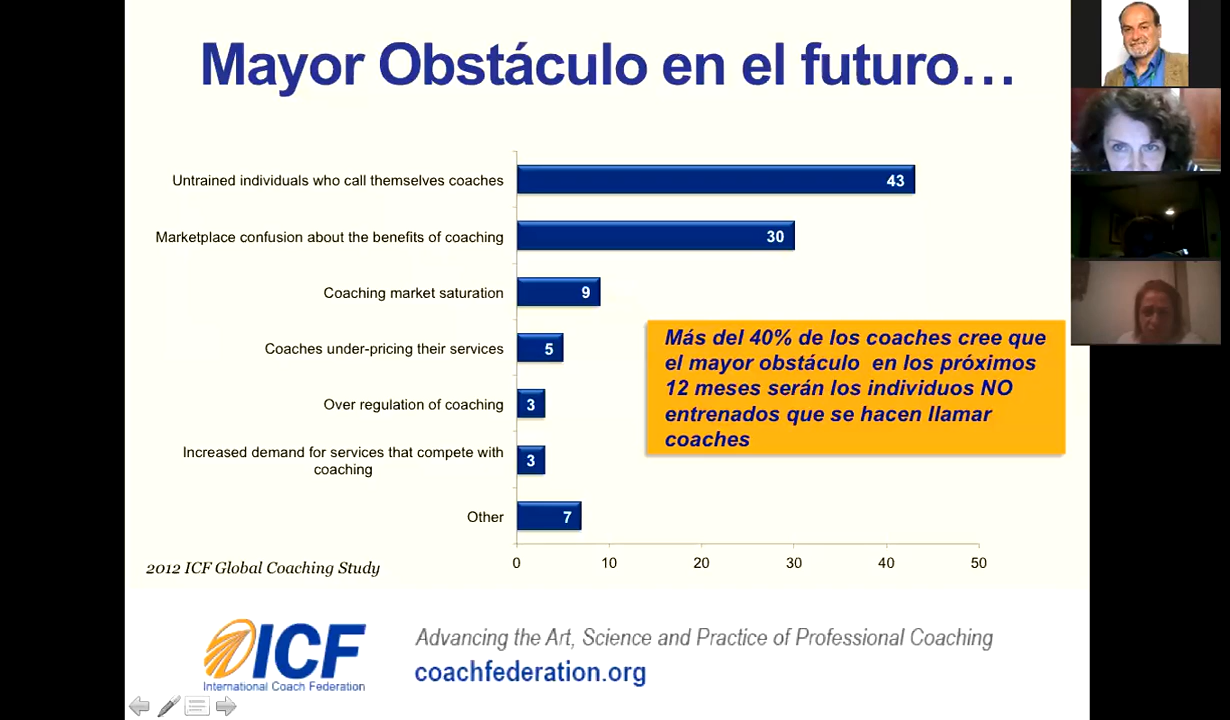 Mayor Obstáculo en el futuro…
Untrained individuals who call themselves coaches
43
Marketplace confusion about the benefits of coaching
30
Coaching market saturation
9
Coaches under-pricing their services
5
Over regulation of coaching
3
Increased demand for services that compete with
coaching
3
Other
7
0 10 20 30 40 50
Más del 40% de los coaches cree que
el mayor obstáculo en los próximos
12 meses serán los individuos NO
entrenados que se hacen llamar
coaches
2012 ICF Global Coaching Study
ICF
International Coach Federation
Advancing the Art, Science and Practice of Professional Coaching
coachfederation.org